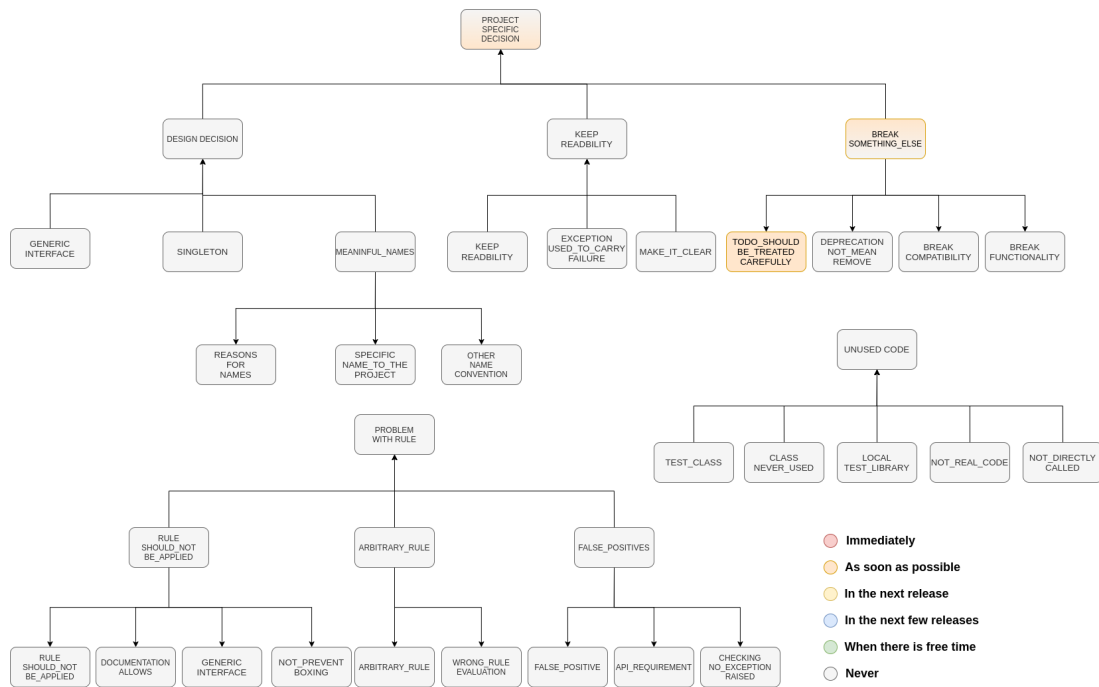 PROJECT
SPECIFIC
DECISION
DESIGN DECISION
KEEP
READBILITY
BREAK
SOMETHING_ELSE
GENERIC
INTERFACE
SINGLETON
MEANINFUL_NAMES
KEEP
READBILITY
EXCEPTION
USED_TO_CARRY
FAILURE
MAKE_IT_CLEAR
TODO_SHOULD
BE_TREATED
CAREFULLY
DEPRECATION
NOT_MEAN
REMOVE
BREAK
COMPATIBILITY
BREAK
FUNCTIONALITY
REASONS
FOR
NAMES
SPECIFIC
NAME_TO_THE
PROJECT
OTHER
NAME
CONVENTION
UNUSED CODE
TEST_CLASS
CLASS
NEVER_USED
LOCAL
TEST_LIBRARY
NOT_REAL_CODE
NOT_DIRECTLY
CALLED
PROBLEM
WITH RULE
RULE
SHOULD_NOT
BE_APPLIED
ARBITRARY_RULE
FALSE_POSITIVES
RULE
SHOULD_NOT
BE_APPLIED
DOCUMENTATION
ALLOWS
GENERIC
INTERFACE
NOT_PREVENT
BOXING
ARBITRARY_RULE
WRONG_RULE
EVALUATION
FALSE_POSITIVE
API_REQUIREMENT
CHECKING
NO_EXCEPTION
RAISED
Immediately
As soon as possible
In the next release
In the next few releases
When there is free time
Never